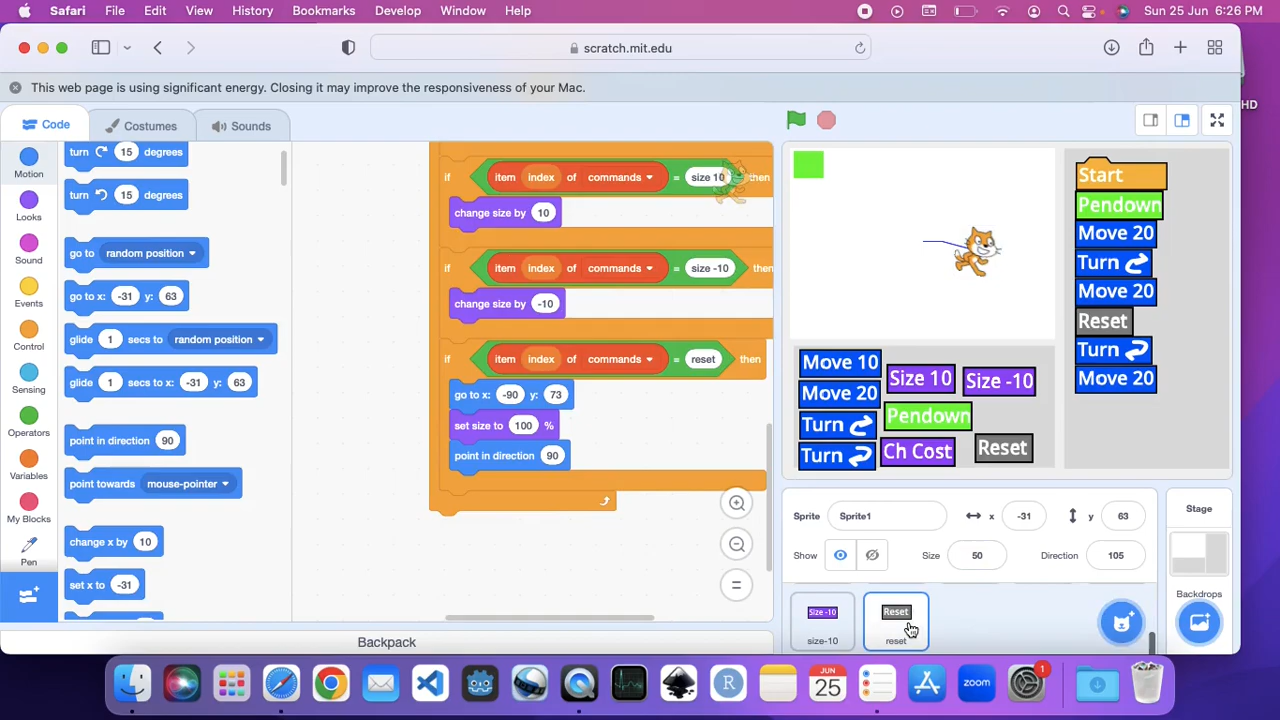 Safari File Edit View History Bookmarks Develop Window Help Sun 25 Jun 6:26 PM
scratch.mit.edu
This web page is using significant energy. Closing it may improve the responsiveness of your Mac.
HD
Code Costumes Sounds
Motion
Looks
Sound
Events
Control
Sensing
Operators
Variables
My Blocks
Pen
turn 15 degrees
turn 15 degrees
go to random position
go to x: -31 y: 63
glide 1 secs to random position
glide 1 secs to x: -31 y: 63
point in direction 90
point towards mouse-pointer
change x by 10
set x to -31
if item index of commands = size 10 then
change size by 10
if item index of commands = size -10 then
change size by -10
if item index of commands = reset then
go to x: -90 y: 73
set size to 100 %
point in direction 90
Start
Pendown
Move 20
Turn
Move 20
Reset
Turn
Move 20
Move 10
Move 20
Turn
Turn
Size 10
Size -10
Pendown
Ch Cost
Reset
Sprite Sprite1 x -31 y 63
Show Size 50 Direction 105
Stage
Backdrops
Size -10
size-10
Reset
reset
Backpack
JUN
25
R
zoom
1